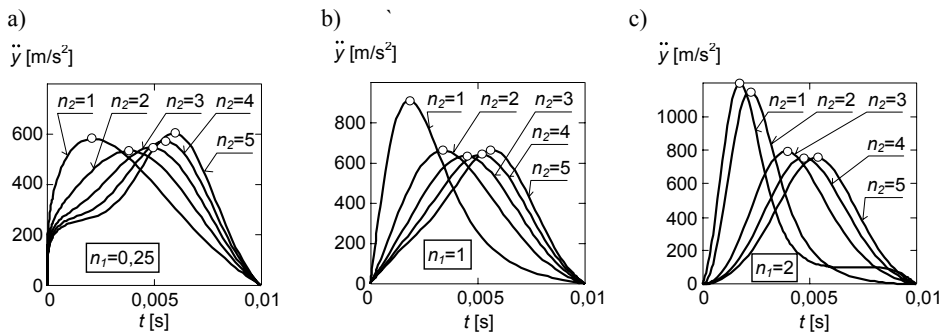 a)
ÿ [m/s²]
n₂=1
n₂=2
n₂=3
n₂=4
n₂=5
600
400
200
0
n₁=0,25
0
0,005
0,01
t [s]
b)
`
ÿ [m/s²]
n₂=1
n₂=2
n₂=3
n₂=4
n₂=5
800
600
400
200
0
n₁=1
0
0,005
0,01
t [s]
c)
ÿ [m/s²]
n₂=1
n₂=2
n₂=3
n₂=4
n₂=5
1200
1000
800
600
400
200
0
n₁=2
0
0,005
0,01
t [s]